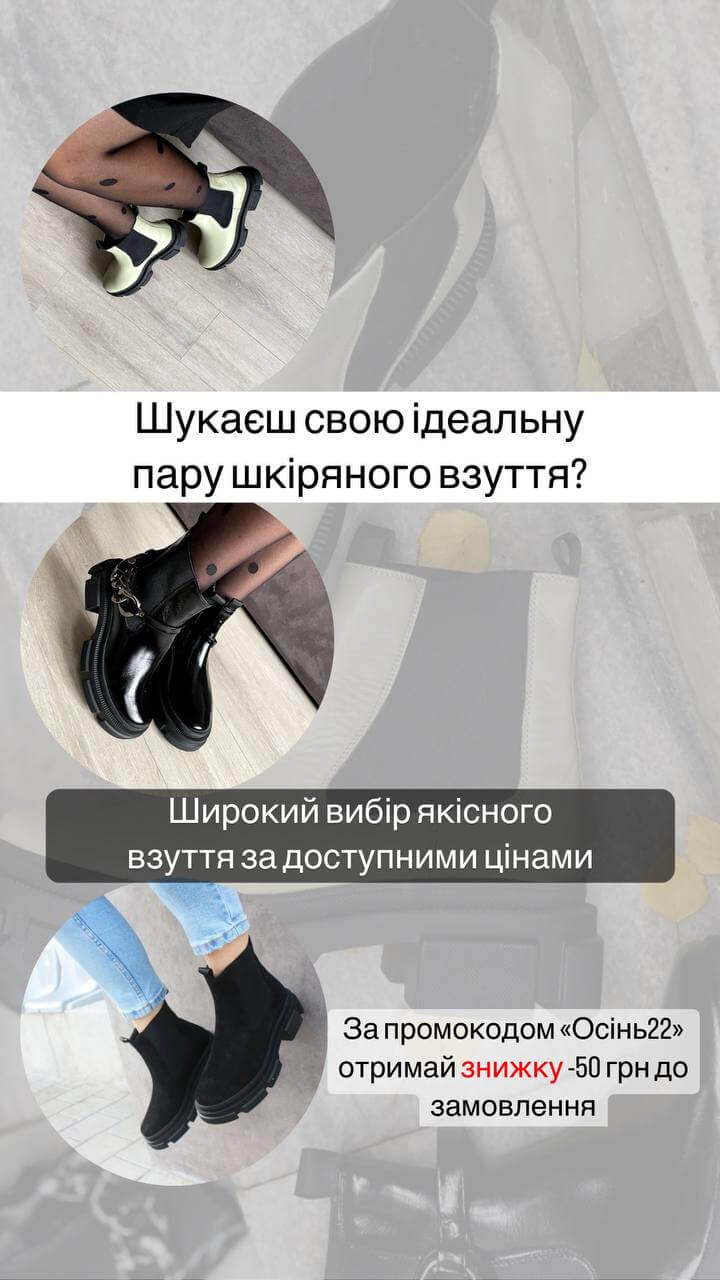 Шукаєш свою ідеальну
пару шкіряного взуття?
Широкий вибір якісного
взуття за доступними цінами
За промокодом «Осінь22»
отримай знижку -50 грн до
замовлення